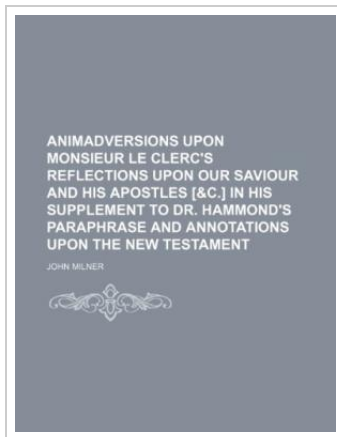 ANIMADVERSIONS UPON
MONSIEUR LE CLERC'S
REFLECTIONS UPON OUR SAVIOUR
AND HIS APOSTLES [&C.] IN HIS
SUPPLEMENT TO DR. HAMMOND'S
PARAPHRASE AND ANNOTATIONS
UPON THE NEW TESTAMENT
JOHN MILNER